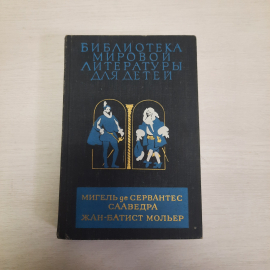 БИБЛИОТЕКА
МИРОВОЙ
ЛИТЕРАТУРЫ
ДЛЯ ДЕТЕЙ
МИГЕЛЬ де СЕРВАНТЕС
СААВЕДРА
ЖАН-БАТИСТ МОЛЬЕР